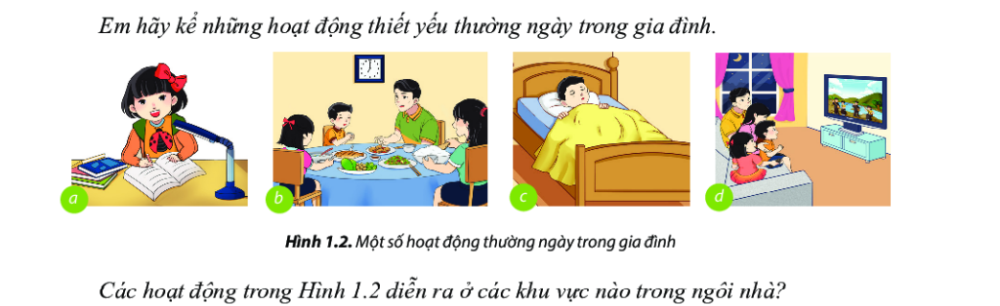 Em hãy kể những hoạt động thiết yếu thường ngày trong gia đình.
a
b
c
d
Hình 1.2. Một số hoạt động thường ngày trong gia đình
Các hoạt động trong Hình 1.2 diễn ra ở các khu vực nào trong ngôi nhà?